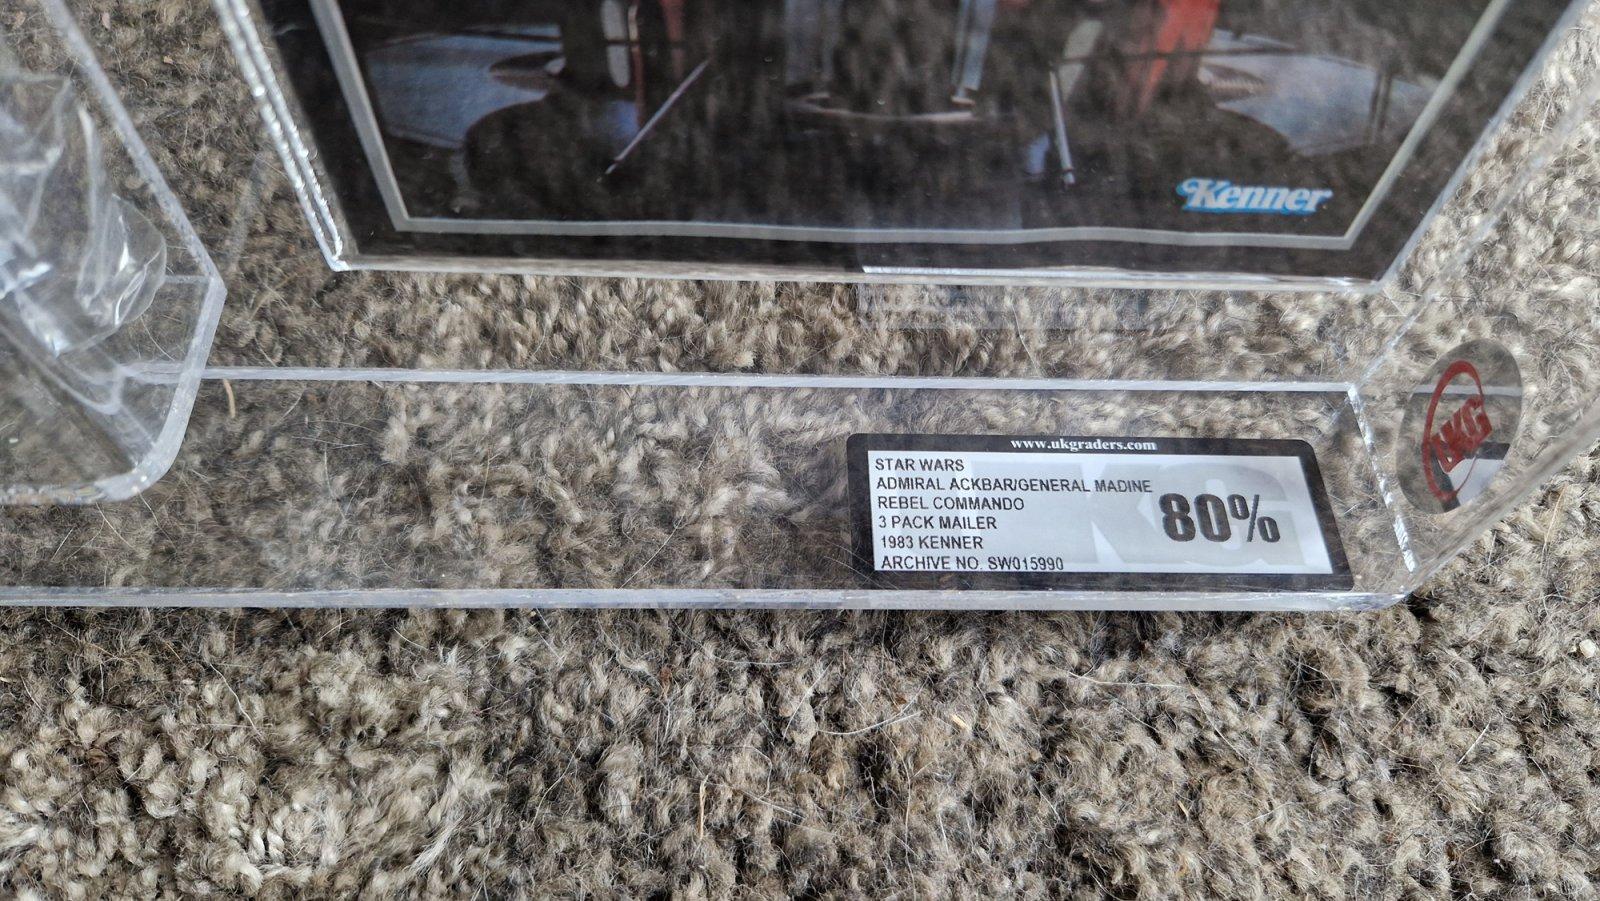 Kenner
www.ukgraders.com
STAR WARS
ADMIRAL ACKBAR/GENERAL MADINE
REBEL COMMANDO
3 PACK MAILER
1983 KENNER
ARCHIVE NO. SW015990
80%
UKG